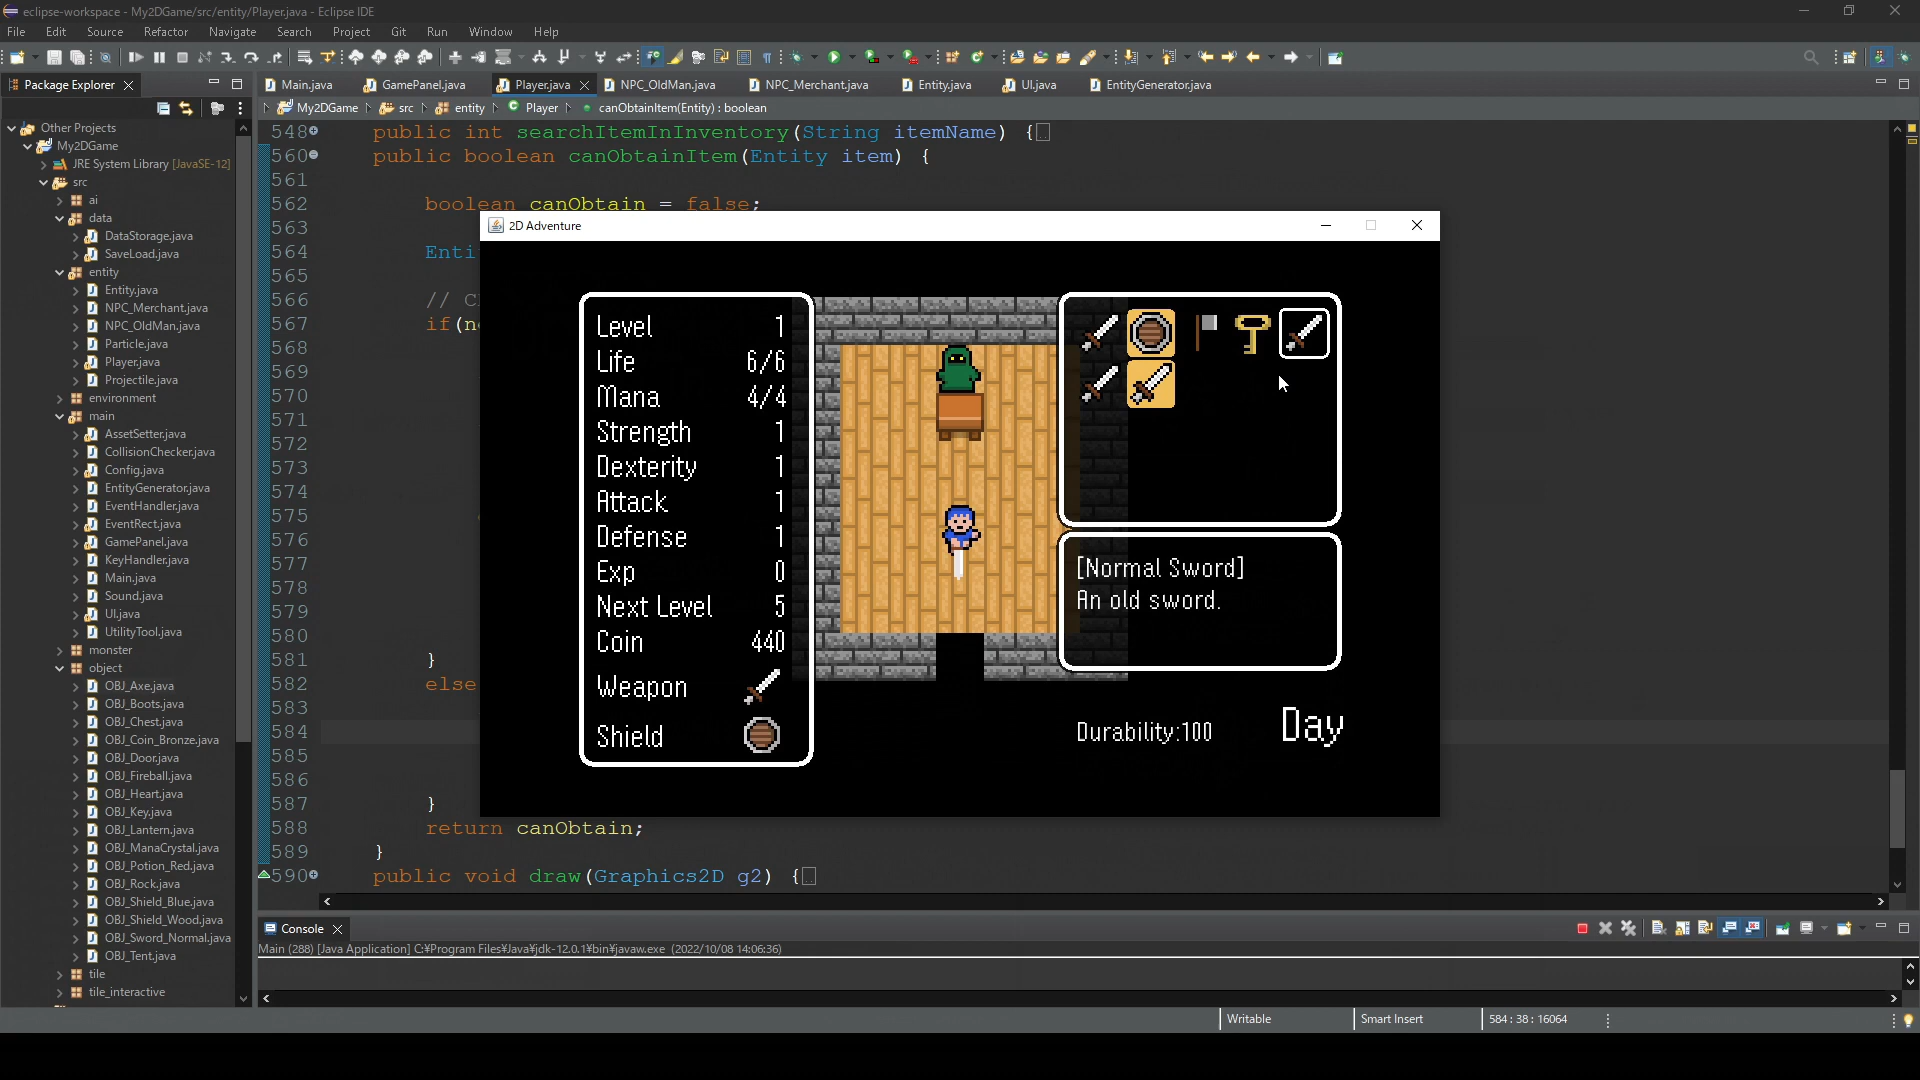 eclipse-workspace - My2DGame/src/entity/Player.java - Eclipse IDE
File Edit Source Refactor Navigate Search Project Git Run Window Help
Package Explorer
Main.java GamePanel.java Player.java NPC_OldMan.java NPC_Merchant.java Entity.java UI.java EntityGenerator.java
My2DGame src entity Player canObtainItem(Entity) : boolean
Other Projects
My2DGame
JRE System Library [JavaSE-12]
src
ai
data
DataStorage.java
SaveLoad.java
entity
Entity.java
NPC_Merchant.java
NPC_OldMan.java
Particle.java
Player.java
Projectile.java
environment
main
AssetSetter.java
CollisionChecker.java
Config.java
EntityGenerator.java
EventHandler.java
EventRect.java
GamePanel.java
KeyHandler.java
Main.java
Sound.java
UI.java
UtilityTool.java
monster
object
OBJ_Axe.java
OBJ_Boots.java
OBJ_Chest.java
OBJ_Coin_Bronze.java
OBJ_Door.java
OBJ_Fireball.java
OBJ_Heart.java
OBJ_Key.java
OBJ_Lantern.java
OBJ_ManaCrystal.java
OBJ_Potion_Red.java
OBJ_Rock.java
OBJ_Shield_Blue.java
OBJ_Shield_Wood.java
OBJ_Sword_Normal.java
OBJ_Tent.java
tile
tile_interactive
548 public int searchItemInInventory(String itemName) {
560 public boolean canObtainItem(Entity item) {
561
562 boolean canObtain = false;
563
564 Enti
565
566 // C
567 if(n
568
569
570
571
572
573
574
575
576
577
578
579
580
581 }
582 else
583
584
585
586
587 }
588 return canObtain;
589 }
590 public void draw(Graphics2D g2) {
2D Adventure
Level 1
Life 6/6
Mana 4/4
Strength 1
Dexterity 1
Attack 1
Defense 1
Exp 0
Next Level 5
Coin 440
Weapon
Shield
[Normal Sword]
An old sword.
Durability:100
Day
Console
Main (288) [Java Application] C:¥Program Files¥Java¥jdk-12.0.1¥bin¥javaw.exe (2022/10/08 14:06:36)
Writable Smart Insert 584 : 38 : 16064